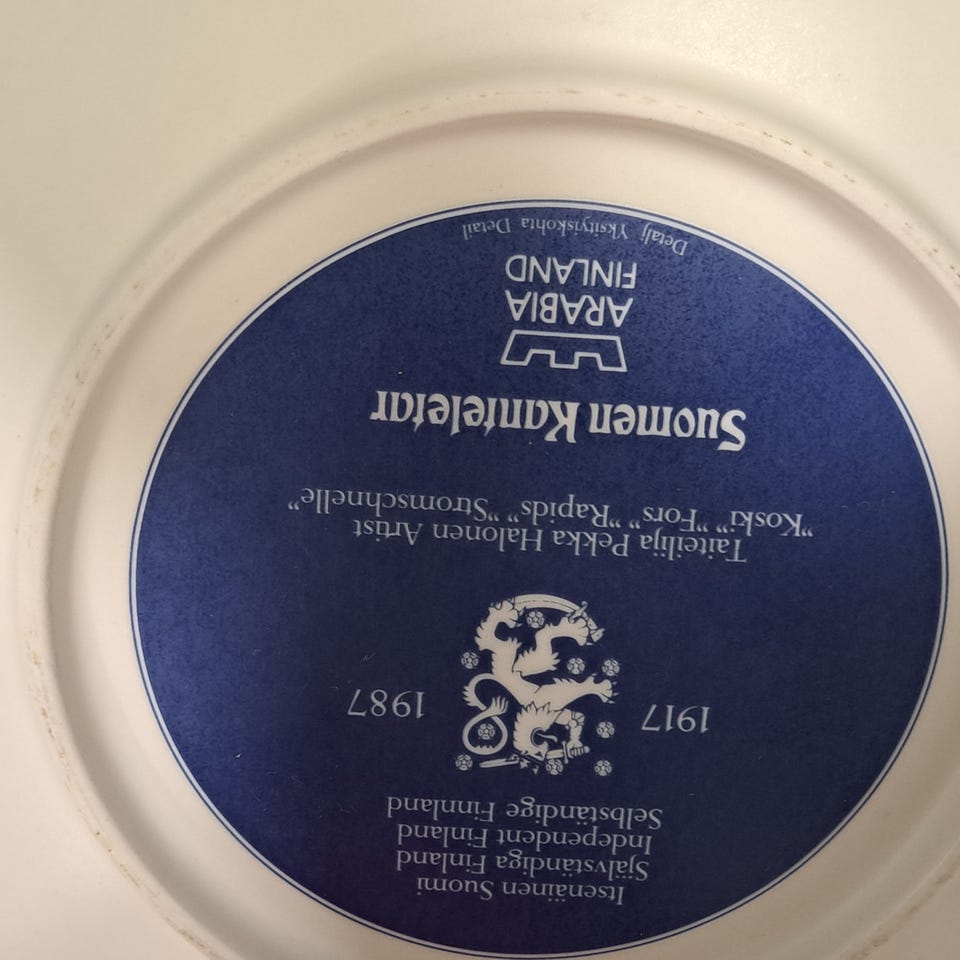 Itsenäinen Suomi
Självständiga Finland
Independent Finland
Selbständige Finnland
1917 1987
Taiteilija Pekka Halonen Artist
"Koski" "Fors" "Rapids" "Stromschnelle"
Suomen Kanteletar
ARABIA
FINLAND
Detalj Yksityiskohta Detail